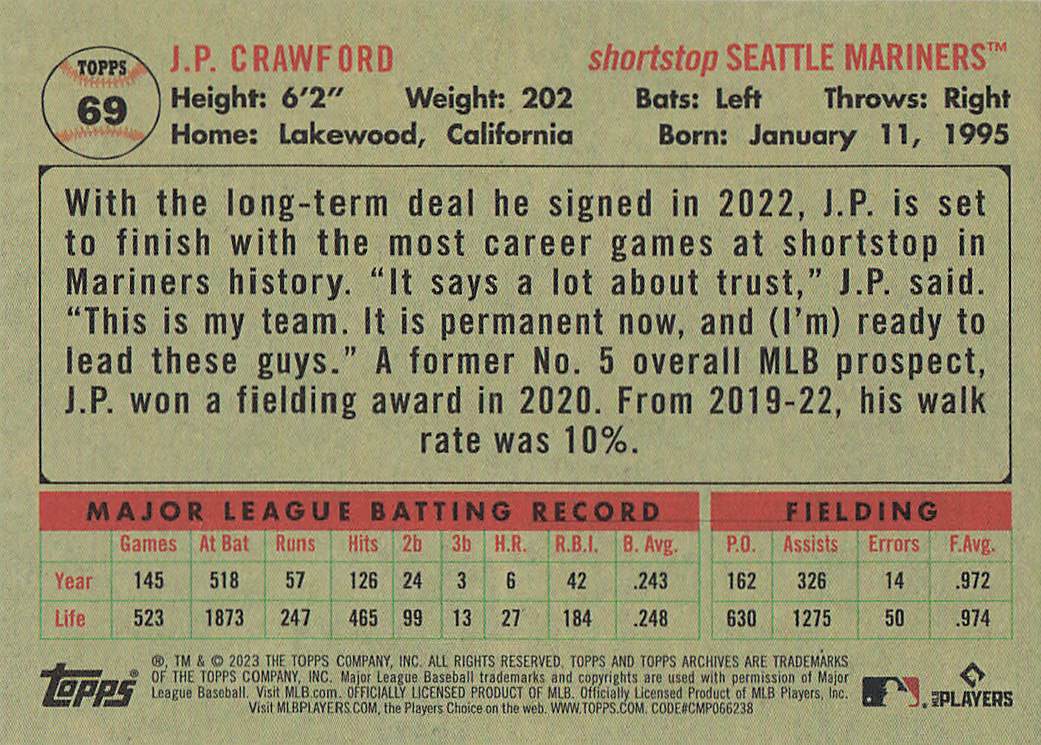 TOPPS
69
J.P. CRAWFORD
shortstop SEATTLE MARINERS™
Height: 6'2" Weight: 202 Bats: Left Throws: Right
Home: Lakewood, California Born: January 11, 1995
With the long-term deal he signed in 2022, J.P. is set
to finish with the most career games at shortstop in
Mariners history. “It says a lot about trust,” J.P. said.
“This is my team. It is permanent now, and (I’m) ready to
lead these guys.” A former No. 5 overall MLB prospect,
J.P. won a fielding award in 2020. From 2019-22, his walk
rate was 10%.
MAJOR LEAGUE BATTING RECORD FIELDING
Games At Bat Runs Hits 2b 3b H.R. R.B.I. B. Avg. P.O. Assists Errors F.Avg.
Year 145 518 57 126 24 3 6 42 .243 162 326 14 .972
Life 523 1873 247 465 99 13 27 184 .248 630 1275 50 .974
®, TM & © 2023 THE TOPPS COMPANY, INC. ALL RIGHTS RESERVED. TOPPS AND TOPPS ARCHIVES ARE TRADEMARKS
OF THE TOPPS COMPANY, INC. Major League Baseball trademarks and copyrights are used with permission of Major
League Baseball. Visit MLB.com. OFFICIALLY LICENSED PRODUCT OF MLB. Officially Licensed Product of MLB Players, Inc.
Visit MLBPLAYERS.COM, the Players Choice on the web. WWW.TOPPS.COM. CODE#CMP066238
Topps®
MLB PLAYERS